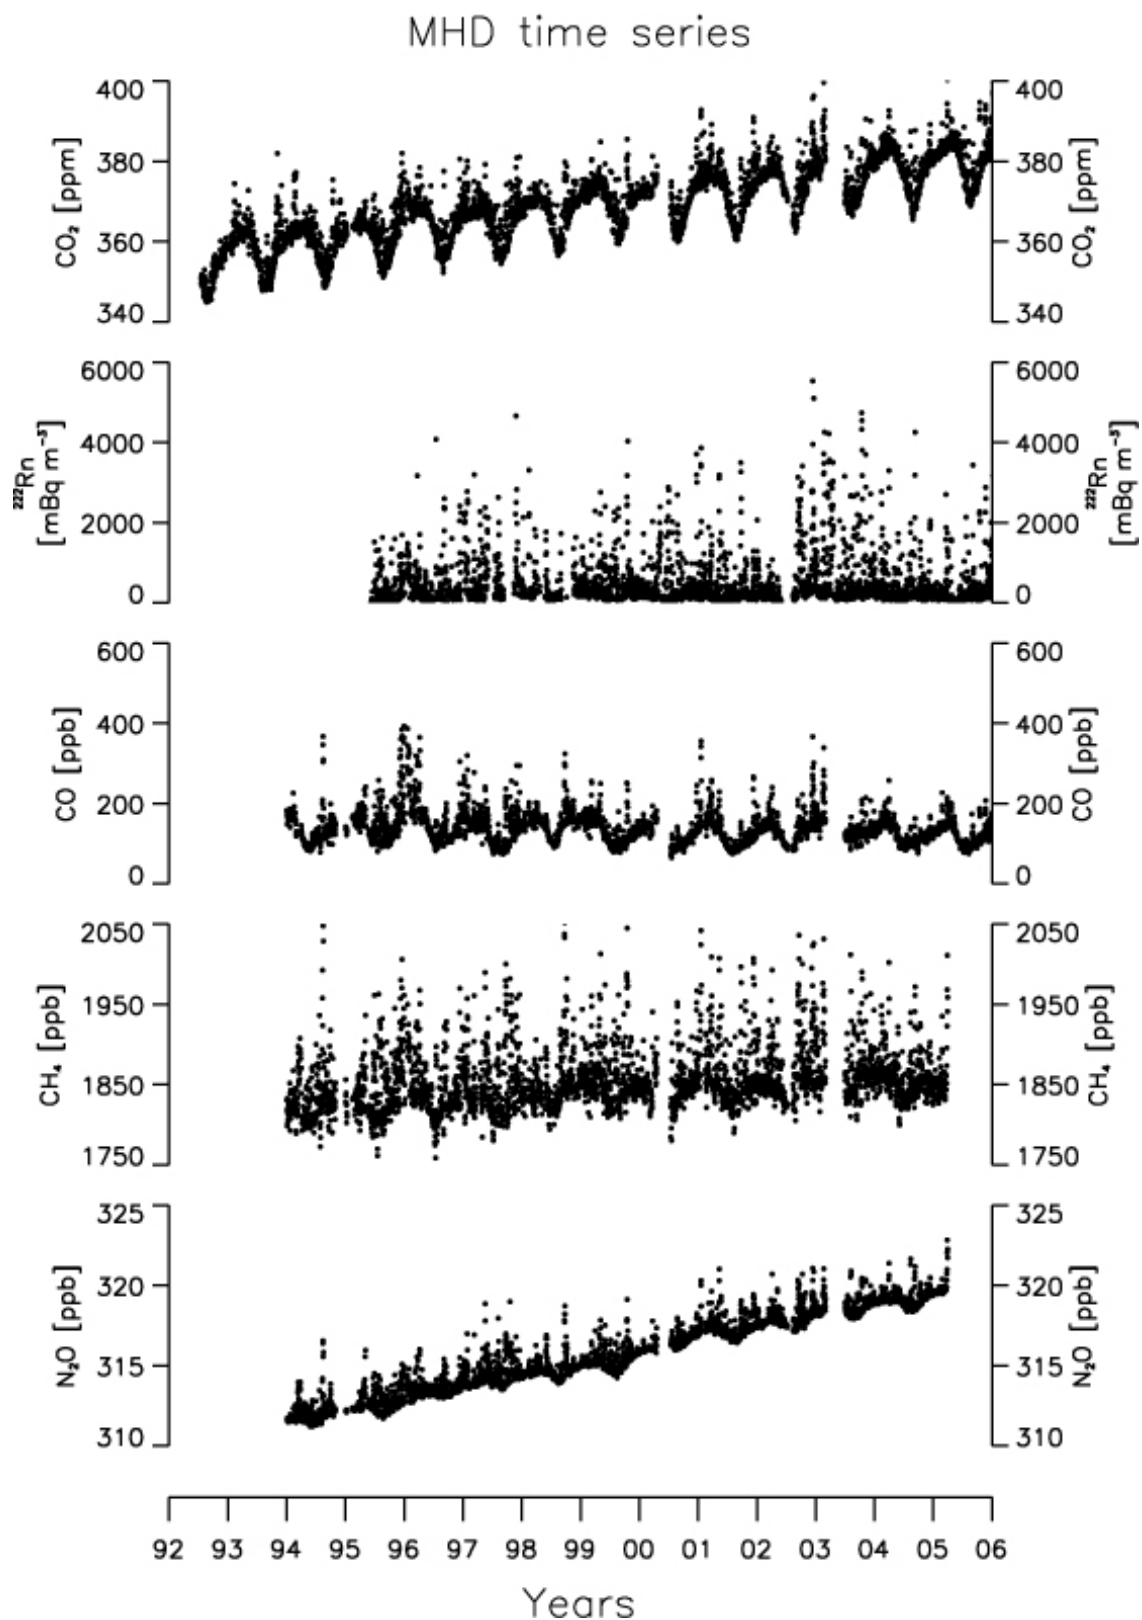 MHD time series
400 400
380 380
CO₂ [ppm] CO₂ [ppm]
360 360
340 340
6000 6000
4000 4000
²²²Rn [mBq m⁻³] ²²²Rn [mBq m⁻³]
2000 2000
0 0
600 600
400 400
CO [ppb] CO [ppb]
200 200
0 0
2050 2050
1950 1950
CH₄ [ppb] CH₄ [ppb]
1850 1850
1750 1750
325 325
320 320
N₂O [ppb] N₂O [ppb]
315 315
310 310
92 93 94 95 96 97 98 99 00 01 02 03 04 05 06
Years